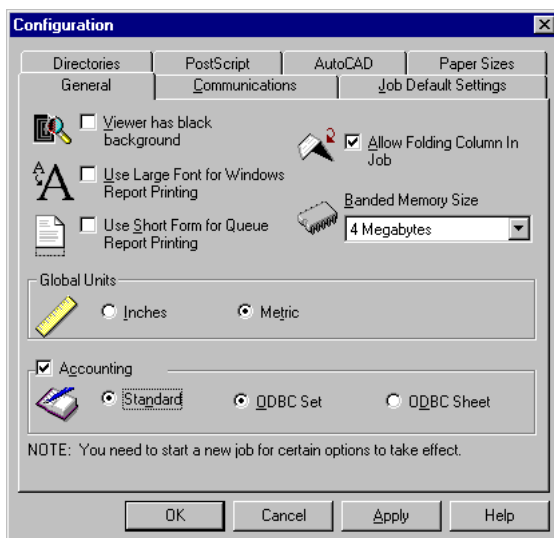 Configuration
Directories PostScript AutoCAD Paper Sizes
General Communications Job Default Settings
Viewer has black
background
Allow Folding Column In
Job
Use Large Font for Windows
Report Printing
Banded Memory Size
Use Short Form for Queue
Report Printing
4 Megabytes
Global Units
Inches Metric
Accounting
Standard ODBC Set ODBC Sheet
NOTE: You need to start a new job for certain options to take effect.
OK Cancel Apply Help